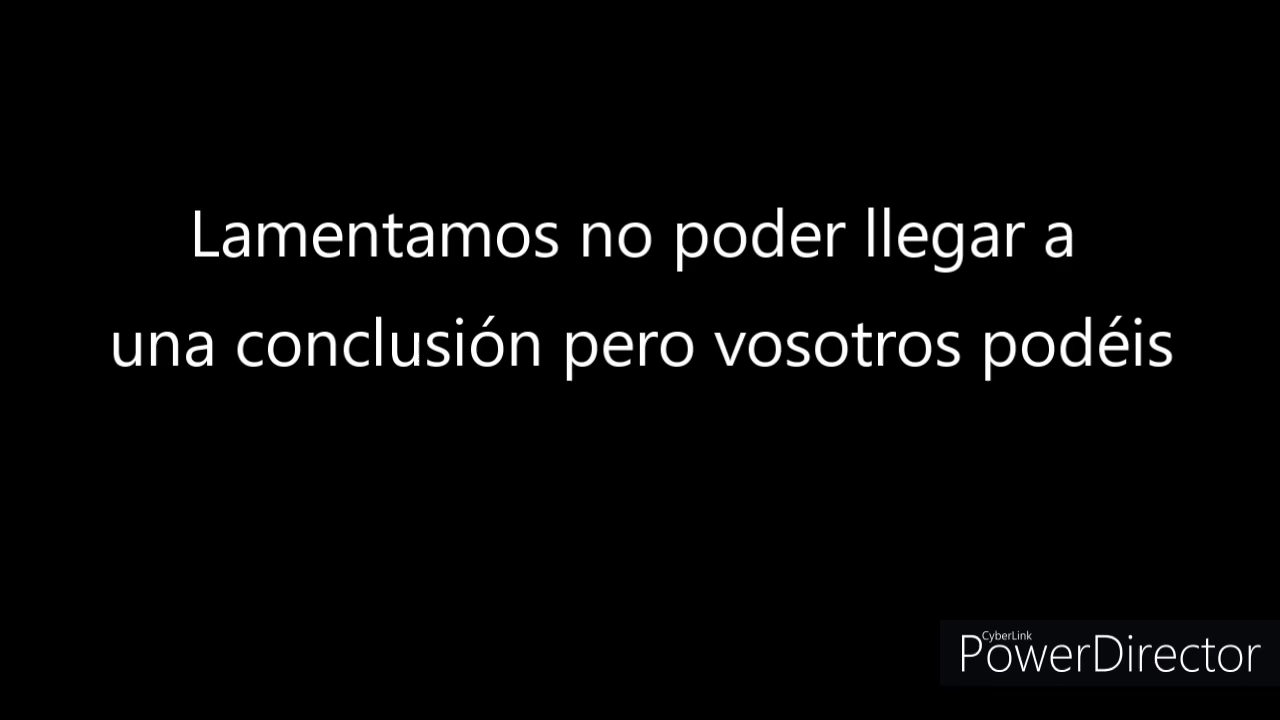 Lamentamos no poder llegar a
una conclusión pero vosotros podéis
CyberLink
PowerDirector